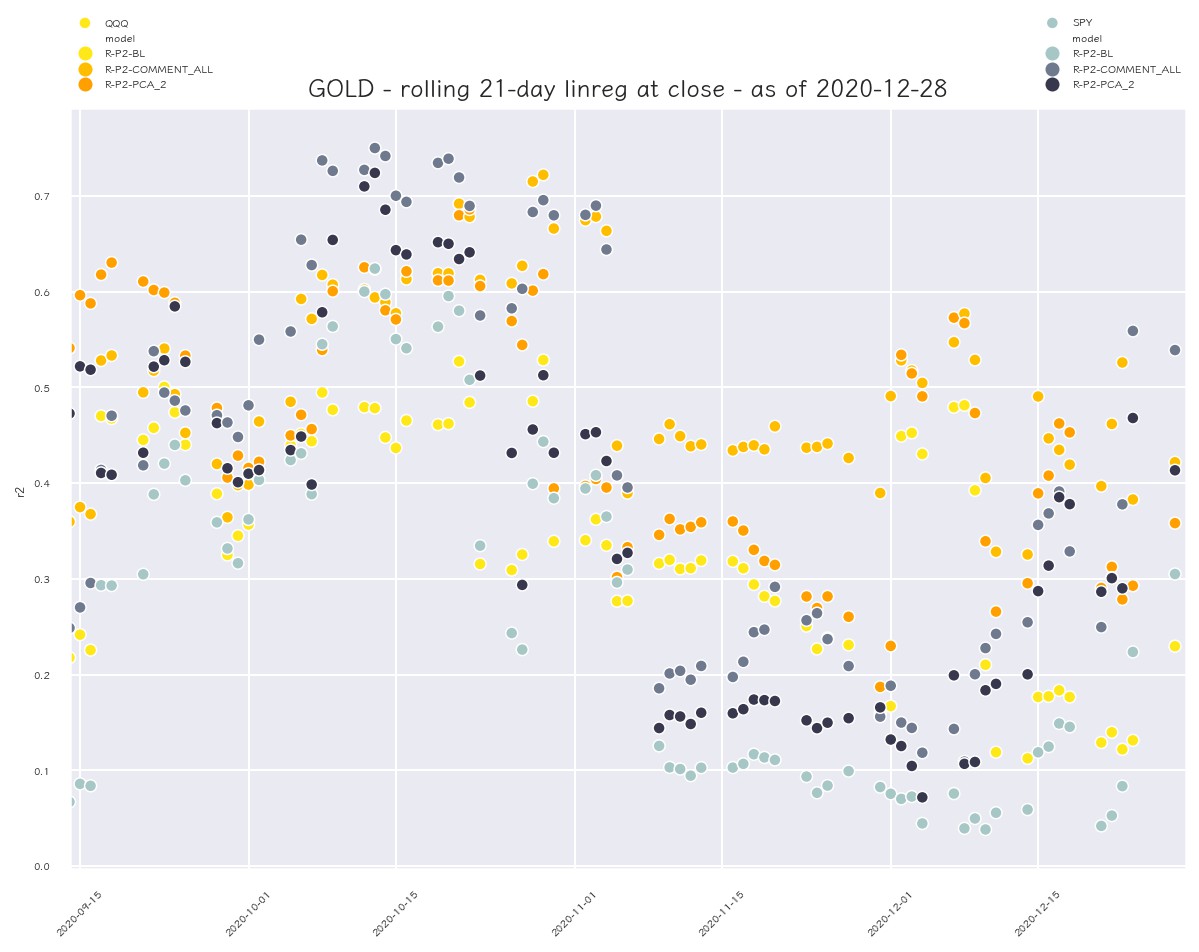 QQQ
model
R-P2-BL
R-P2-COMMENT_ALL
R-P2-PCA_2
SPY
model
R-P2-BL
R-P2-COMMENT_ALL
R-P2-PCA_2
GOLD - rolling 21-day linreg at close - as of 2020-12-28
r2
0.7
0.6
0.5
0.4
0.3
0.2
0.1
0.0
2020-09-15
2020-10-01
2020-10-15
2020-11-01
2020-11-15
2020-12-01
2020-12-15